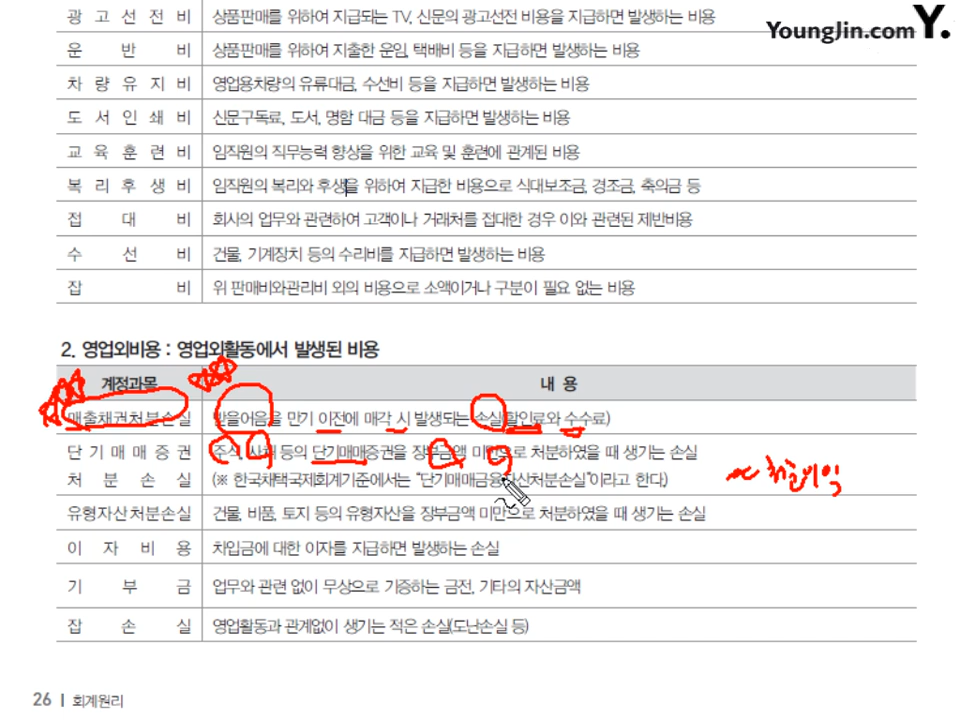 YoungJin.com Y.
광고선전비 상품판매를 위하여 지급되는 TV, 신문의 광고선전 비용을 지급하면 발생하는 비용
운반비 상품판매를 위하여 지출한 운임, 택배비 등을 지급하면 발생하는 비용
차량유지비 영업용차량의 유류대금, 수선비 등을 지급하면 발생하는 비용
도서인쇄비 신문구독료, 도서, 명함 대금 등을 지급하면 발생하는 비용
교육훈련비 임직원의 직무능력 향상을 위한 교육 및 훈련에 관계된 비용
복리후생비 임직원의 복리와 후생을 위하여 지급한 비용으로 식대보조금, 경조금, 축의금 등
접대비 회사의 업무와 관련하여 고객이나 거래처를 접대한 경우 이와 관련된 제반비용
수선비 건물, 기계장치 등의 수리비를 지급하면 발생하는 비용
잡비 위 판매비와관리비 외의 비용으로 소액이거나 구분이 필요 없는 비용
2. 영업외비용 : 영업외활동에서 발생된 비용
계정과목 내용
매출채권처분손실 받을어음을 만기 이전에 매각 시 발생되는 손실(할인료와 수수료)
단기매매증권 주식, 사채 등의 단기매매증권을 장부금액 미만으로 처분하였을 때 생기는 손실
처분손실 (※ 한국채택국제회계기준에서는 "단기매매금융자산처분손실"이라고 한다.)
유형자산처분손실 건물, 비품, 토지 등의 유형자산을 장부금액 미만으로 처분하였을 때 생기는 손실
이자비용 차입금에 대한 이자를 지급하면 발생하는 손실
기부금 업무와 관련 없이 무상으로 기증하는 금전, 기타의 자산금액
잡손실 영업활동과 관계없이 생기는 적은 손실(도난손실 등)
26 | 회계원리